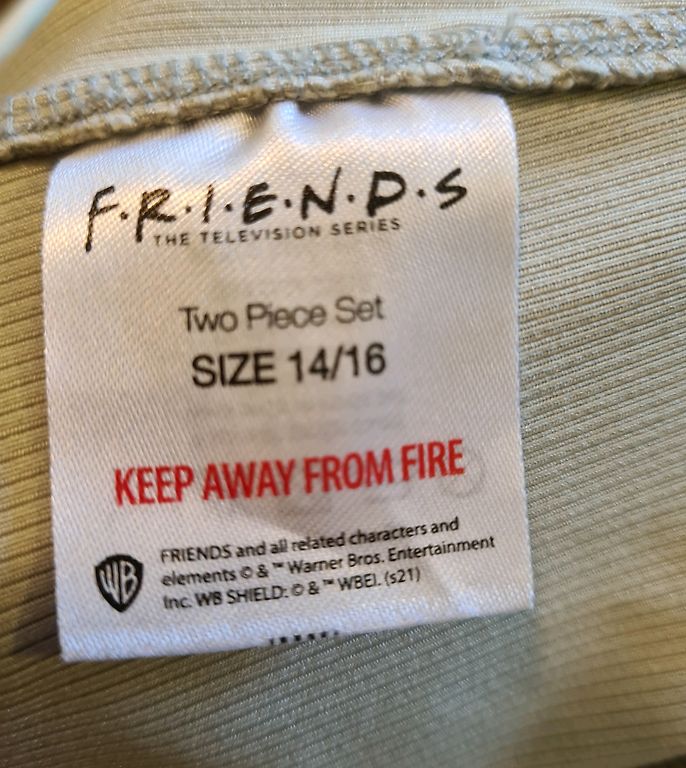 F·R·I·E·N·D·S
THE TELEVISION SERIES
Two Piece Set
SIZE 14/16
KEEP AWAY FROM FIRE
WB
FRIENDS and all related characters and
elements © & ™ Warner Bros. Entertainment
Inc. WB SHIELD: © & ™ WBEI. (s21)